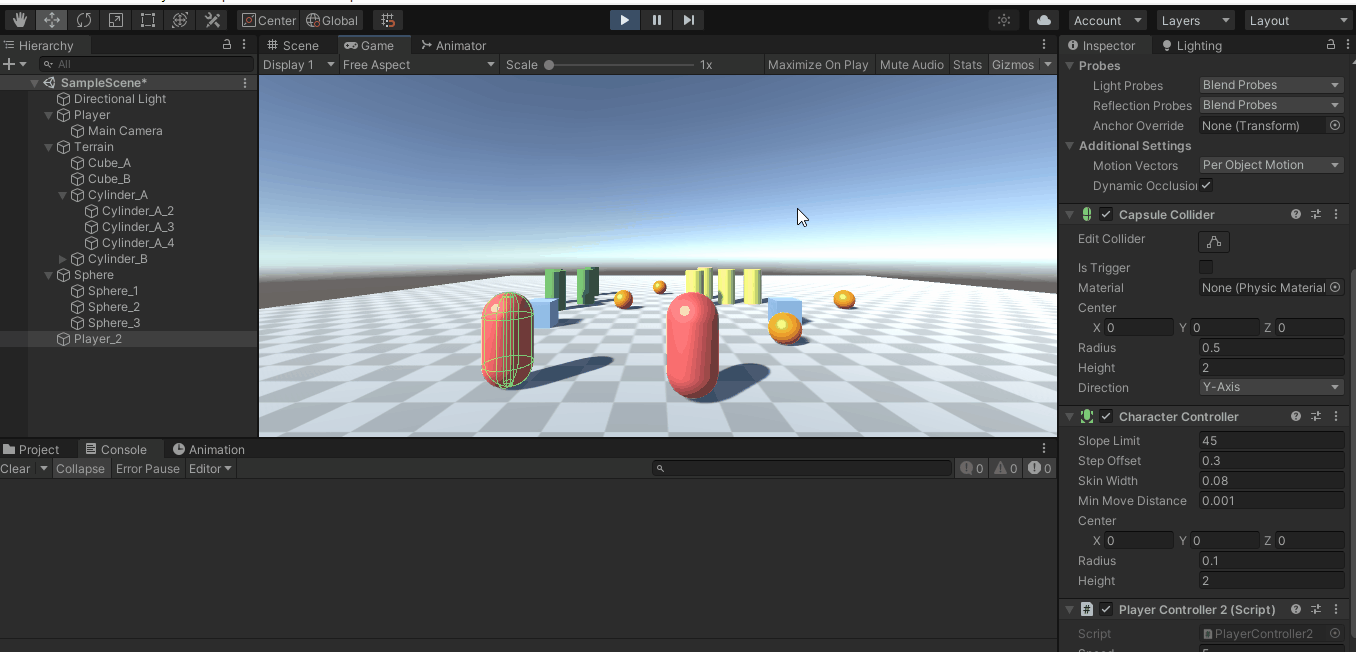 Center Global Account Layers Layout
Hierarchy Scene Game Animator Inspector Lighting
All Display 1 Free Aspect Scale 1x Maximize On Play Mute Audio Stats Gizmos
SampleScene*
Directional Light
Player
Main Camera
Terrain
Cube_A
Cube_B
Cylinder_A
Cylinder_A_2
Cylinder_A_3
Cylinder_A_4
Cylinder_B
Sphere
Sphere_1
Sphere_2
Sphere_3
Player_2
Project Console Animation
Clear Collapse Error Pause Editor 0 0 0
Probes
Light Probes Blend Probes
Reflection Probes Blend Probes
Anchor Override None (Transform)
Additional Settings
Motion Vectors Per Object Motion
Dynamic Occlusion
Capsule Collider
Edit Collider
Is Trigger
Material None (Physic Material
Center
X 0 Y 0 Z 0
Radius 0.5
Height 2
Direction Y-Axis
Character Controller
Slope Limit 45
Step Offset 0.3
Skin Width 0.08
Min Move Distance 0.001
Center
X 0 Y 0 Z 0
Radius 0.1
Height 2
# Player Controller 2 (Script)
Script PlayerController2